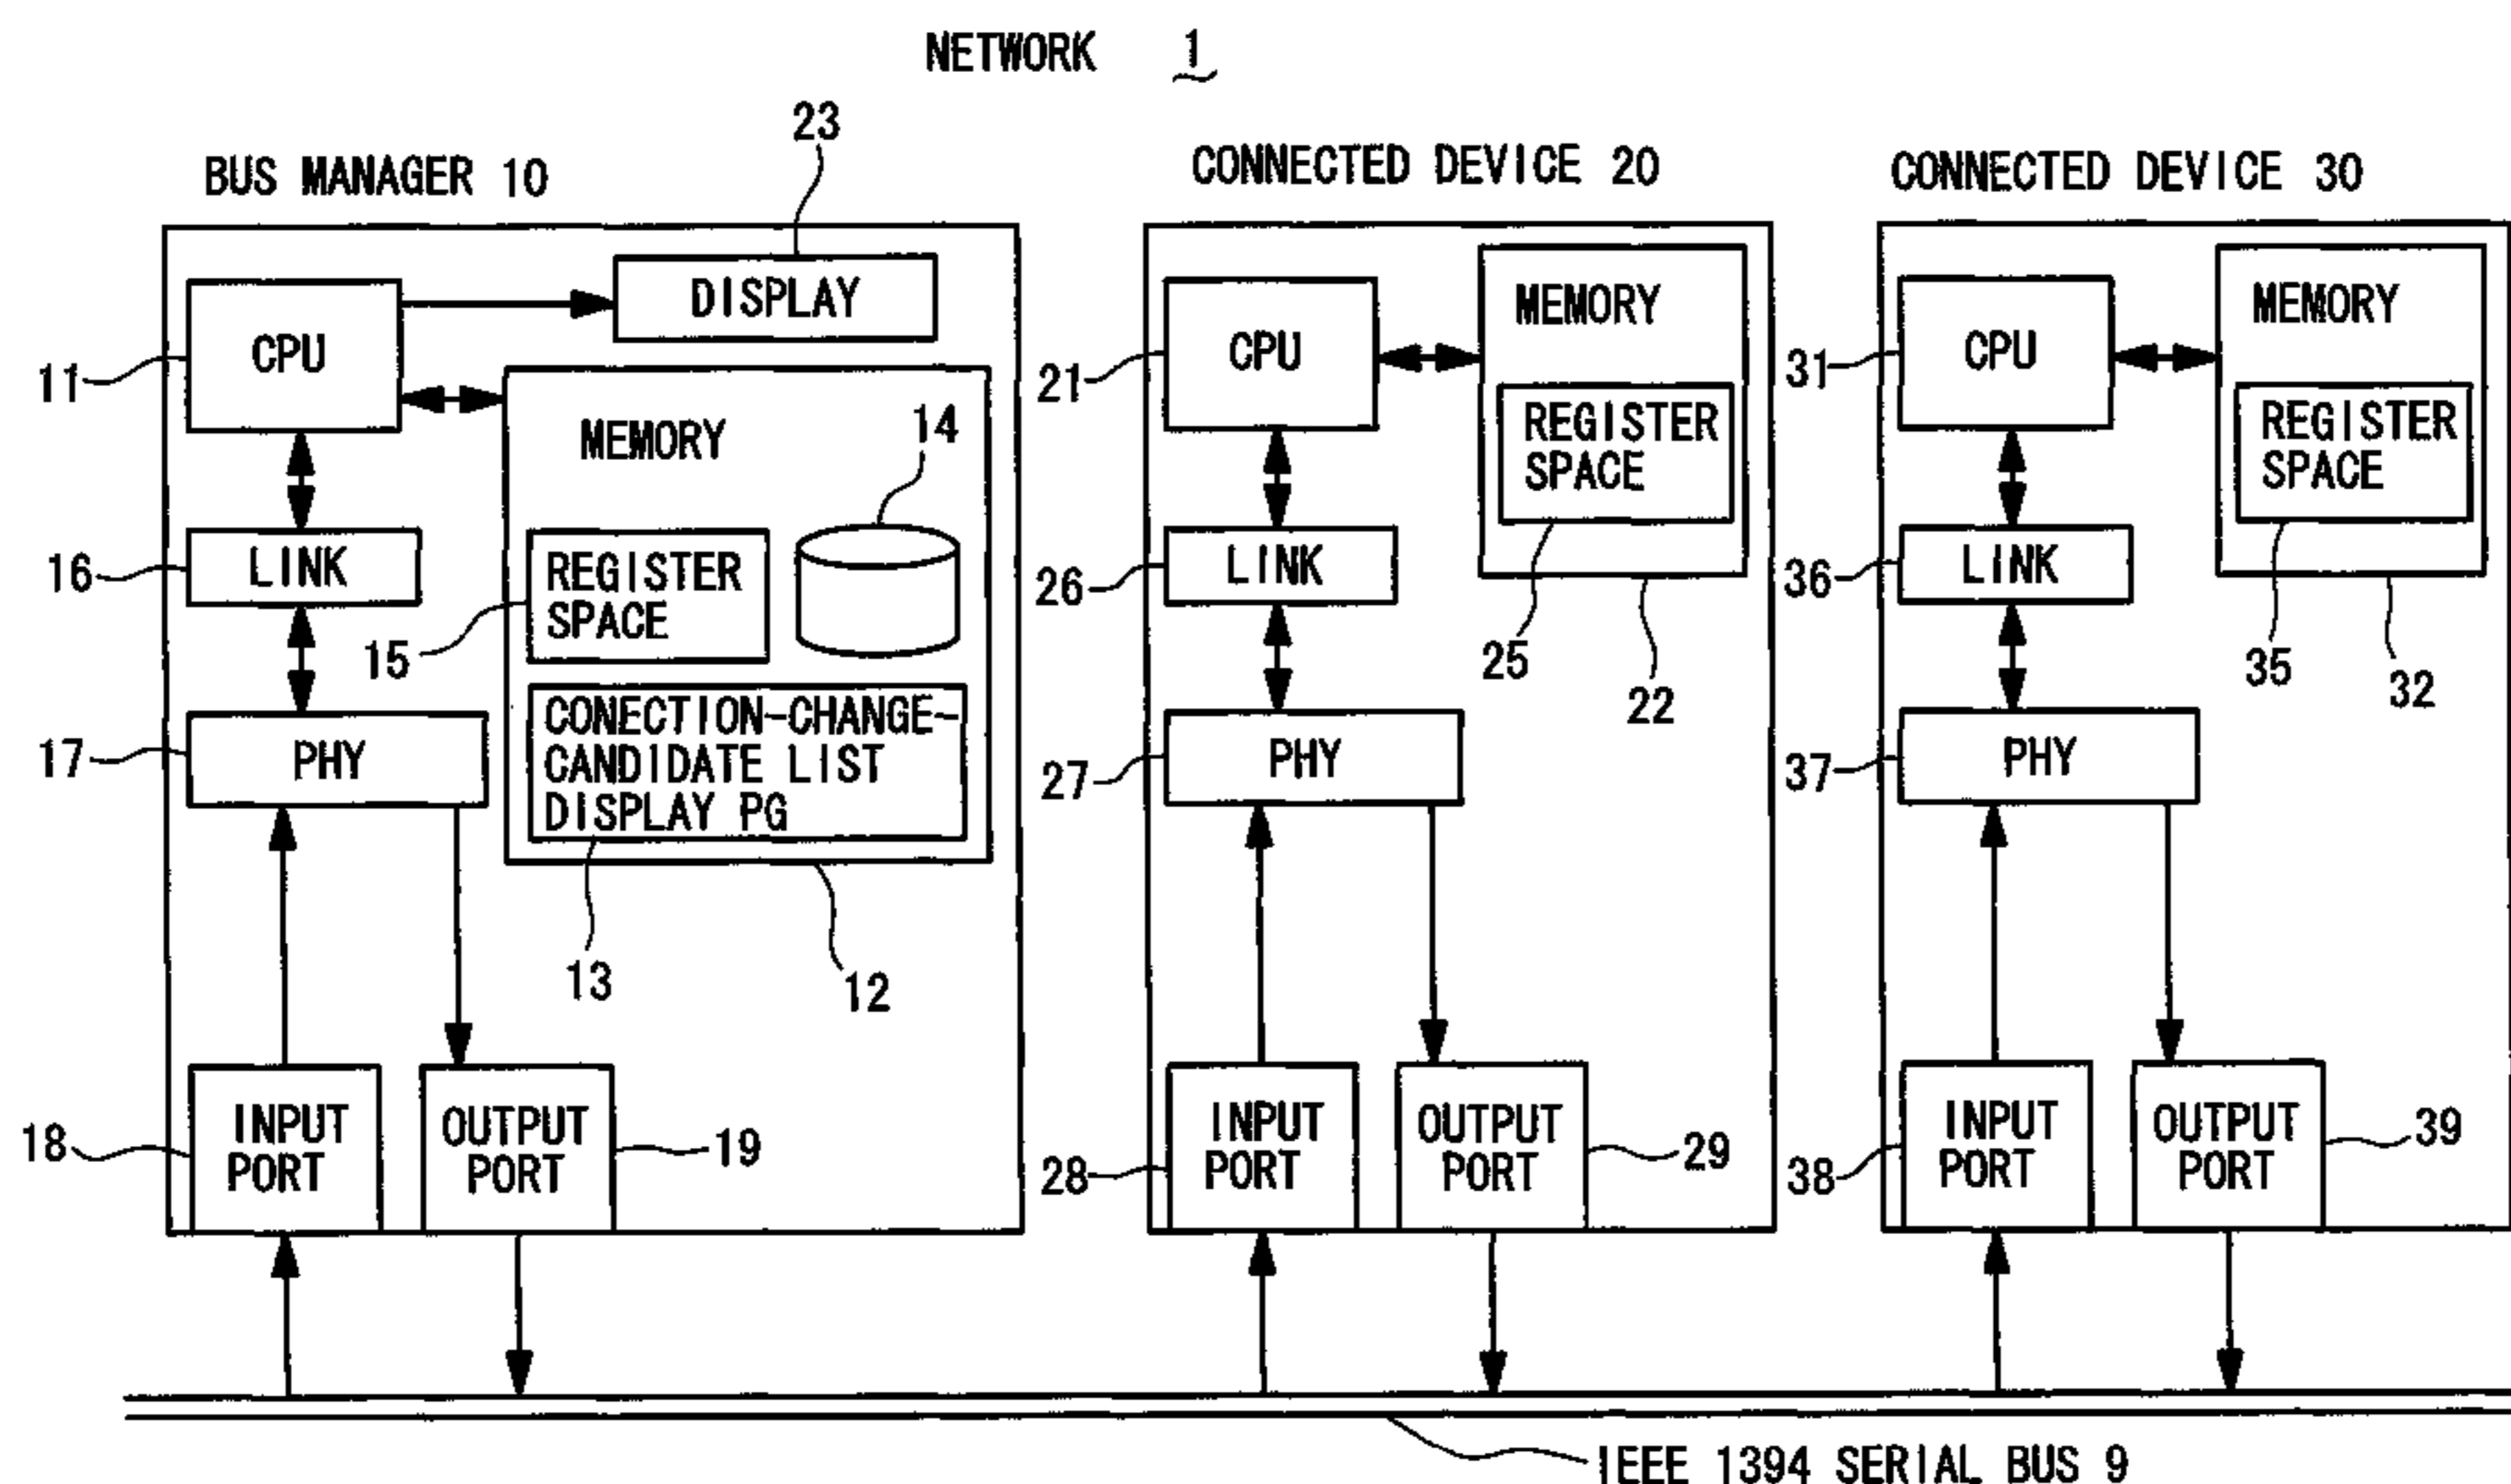 NETWORK 1
BUS MANAGER 10
23
CONNECTED DEVICE 20
CONNECTED DEVICE 30
CPU
DISPLAY
11
MEMORY
14
16
LINK
REGISTER
SPACE
15
17
PHY
CONECTION-CHANGE-
CANDIDATE LIST
DISPLAY PG
13
12
18
INPUT
PORT
OUTPUT
PORT
19
CPU
21
MEMORY
REGISTER
SPACE
26
LINK
25
22
27
PHY
28
INPUT
PORT
OUTPUT
PORT
29
CPU
31
MEMORY
REGISTER
SPACE
36
LINK
35
32
37
PHY
38
INPUT
PORT
OUTPUT
PORT
39
IEEE 1394 SERIAL BUS 9